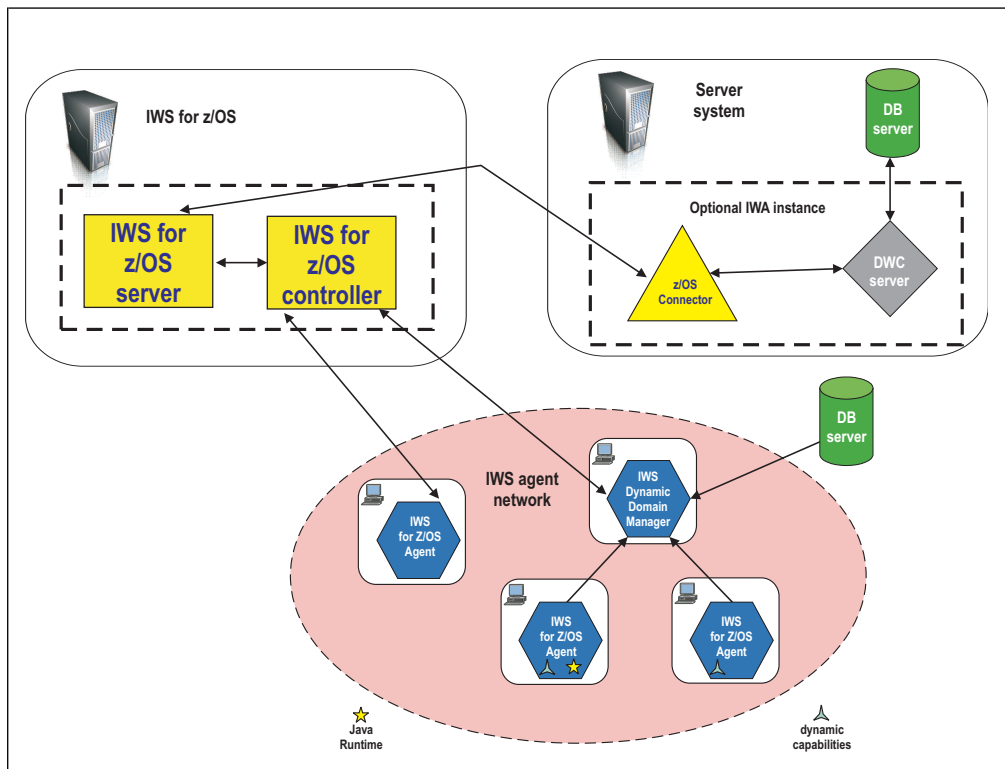 IWS for z/OS
IWS for
z/OS
server
IWS for
z/OS
controller
Server
system
DB
server
Optional IWA instance
z/OS
Connector
DWC
server
DB
server
IWS agent
network
IWS
for Z/OS
Agent
IWS
Dynamic
Domain
Manager
IWS
for Z/OS
Agent
IWS
for Z/OS
Agent
Java
Runtime
dynamic
capabilities